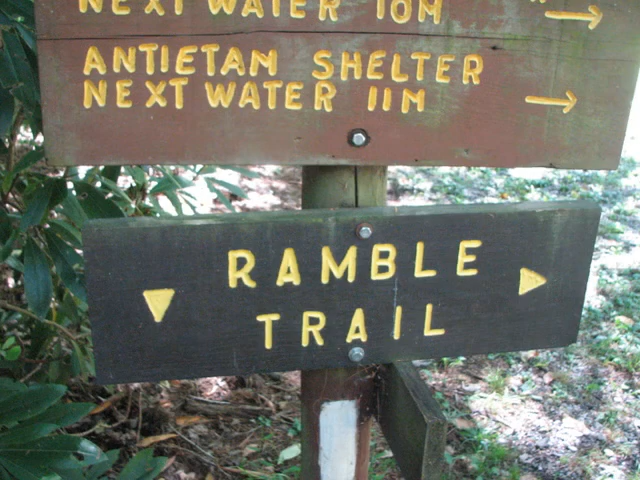 NEXT WATER 10M
ANTIETAM SHELTER
NEXT WATER 11M
RAMBLE
TRAIL